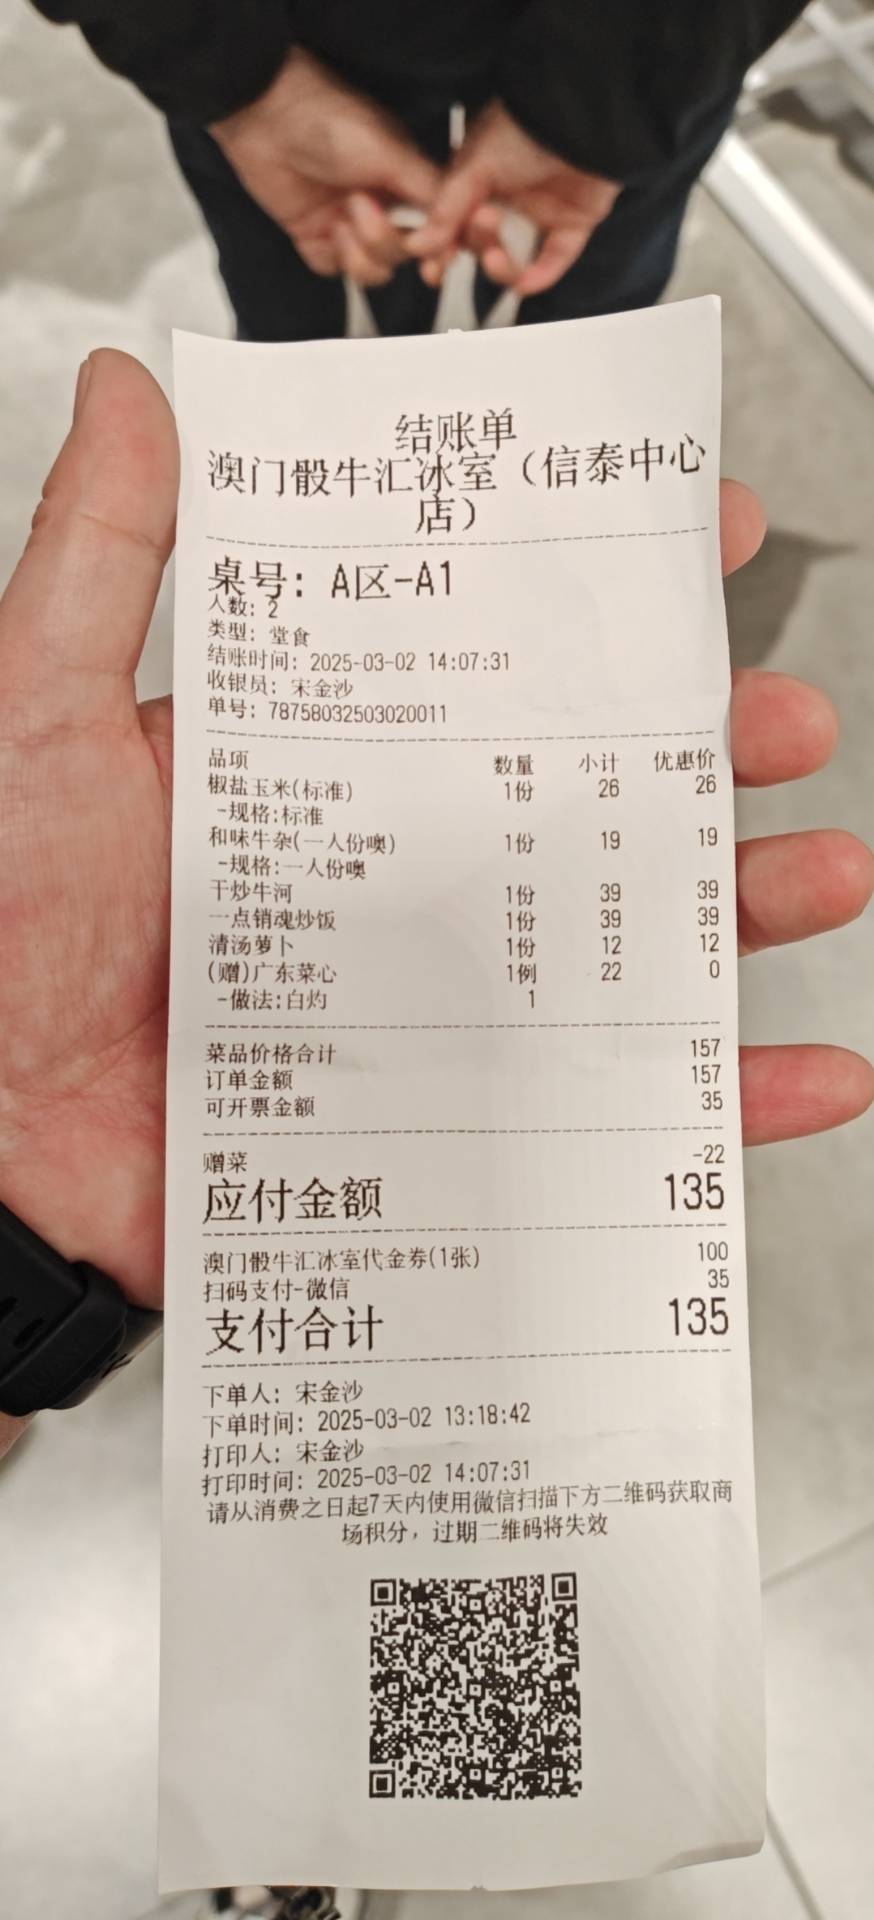 结账单
澳门骰牛汇冰室（信泰中心
店）
桌号: A区-A1
人数: 2
类型: 堂食
结账时间: 2025-03-02 14:07:31
收银员: 宋金沙
单号: 78758032503020011
品项 数量 小计 优惠价
椒盐玉米(标准) 1份 26 26
-规格:标准
和味牛杂(一人份噢) 1份 19 19
-规格:一人份噢
干炒牛河 1份 39 39
一点销魂炒饭 1份 39 39
清汤萝卜 1份 12 12
(赠)广东菜心 1例 22 0
-做法:白灼 1
菜品价格合计 157
订单金额 157
可开票金额 35
赠菜 -22
应付金额 135
澳门骰牛汇冰室代金券(1张) 100
扫码支付-微信 35
支付合计 135
下单人: 宋金沙
下单时间: 2025-03-02 13:18:42
打印人: 宋金沙
打印时间: 2025-03-02 14:07:31
请从消费之日起7天内使用微信扫描下方二维码获取商
场积分，过期二维码将失效